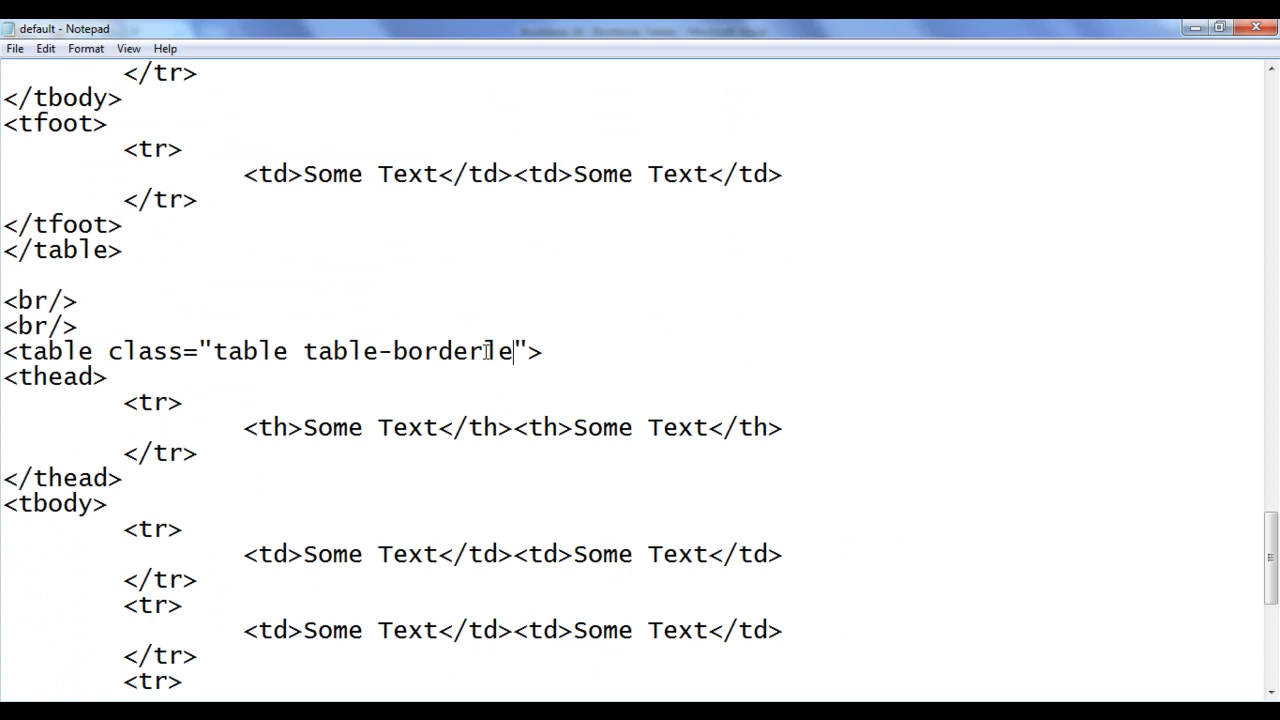 default - Notepad
File Edit Format View Help
</tr>
</tbody>
<tfoot>
<tr>
<td>Some Text</td><td>Some Text</td>
</tr>
</tfoot>
</table>
<br/>
<br/>
<table class="table table-borderle">
<thead>
<tr>
<th>Some Text</th><th>Some Text</th>
</tr>
</thead>
<tbody>
<tr>
<td>Some Text</td><td>Some Text</td>
</tr>
<tr>
<td>Some Text</td><td>Some Text</td>
</tr>
<tr>